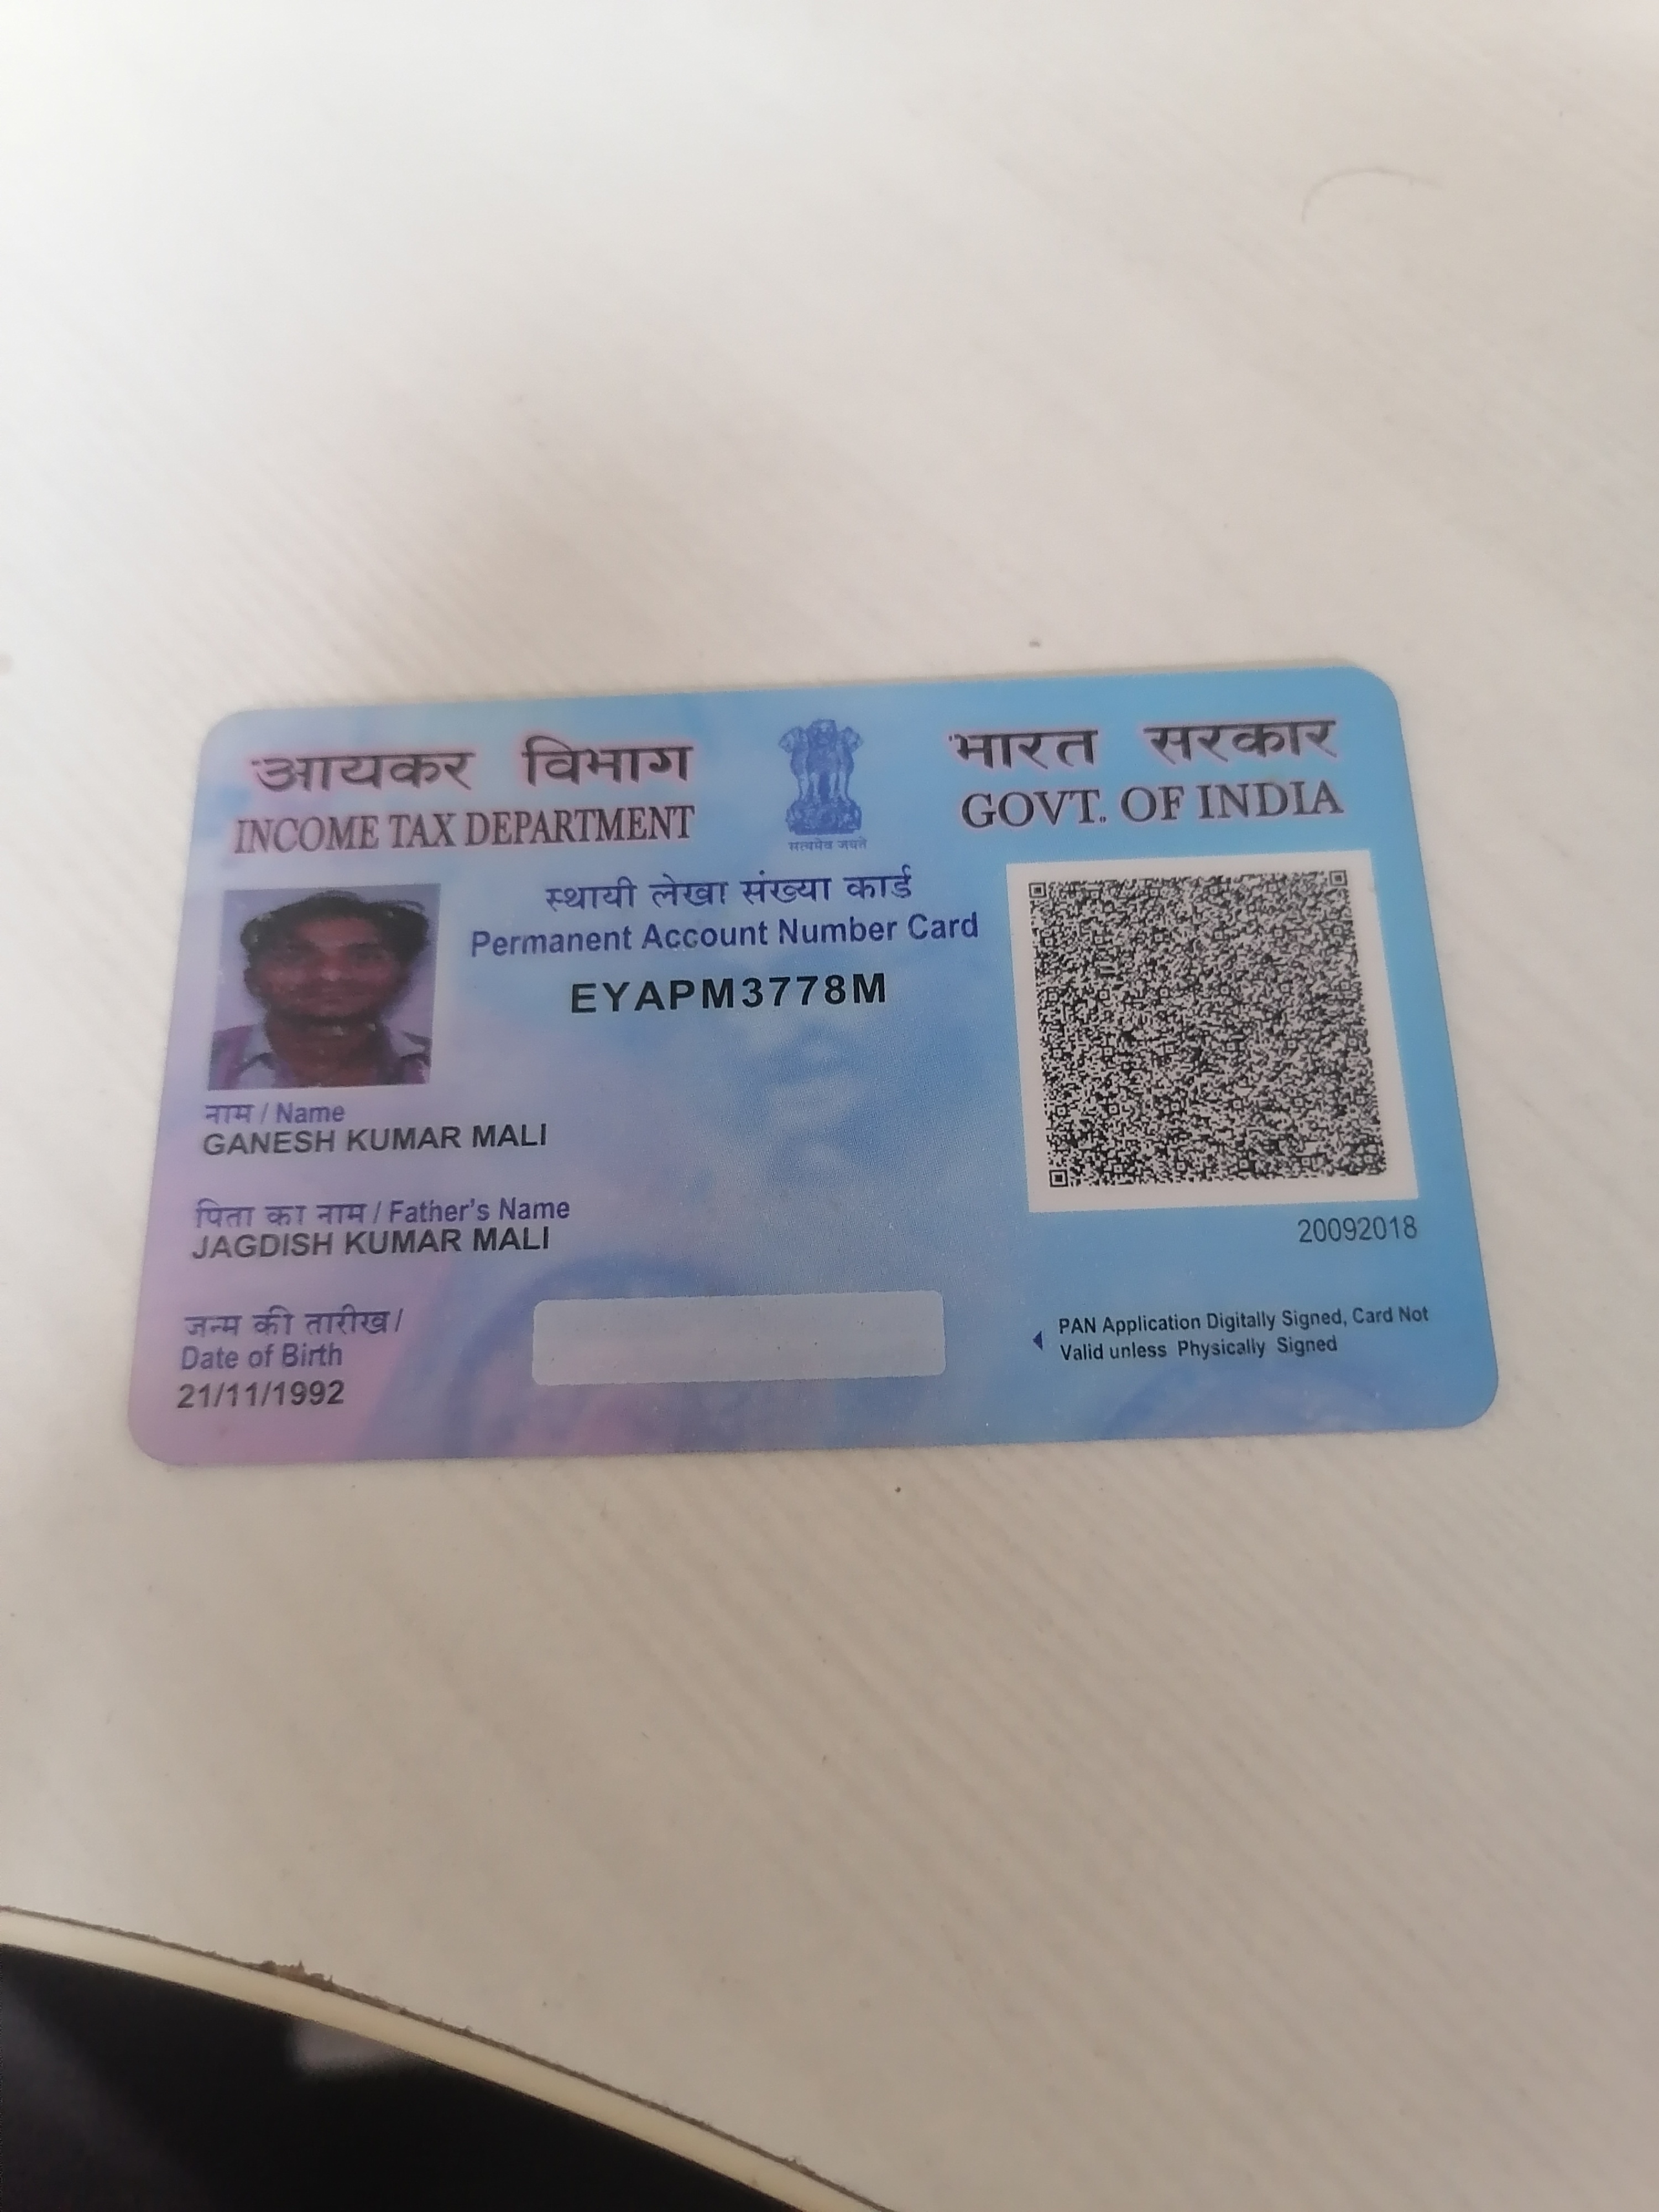 आयकर विभाग
INCOME TAX DEPARTMENT
सत्यमेव जयते
भारत सरकार
GOVT. OF INDIA
स्थायी लेखा संख्या कार्ड
Permanent Account Number Card
EYAPM3778M
नाम / Name
GANESH KUMAR MALI
पिता का नाम / Father's Name
JAGDISH KUMAR MALI
20092018
जन्म की तारीख /
Date of Birth
21/11/1992
PAN Application Digitally Signed, Card Not
Valid unless Physically Signed